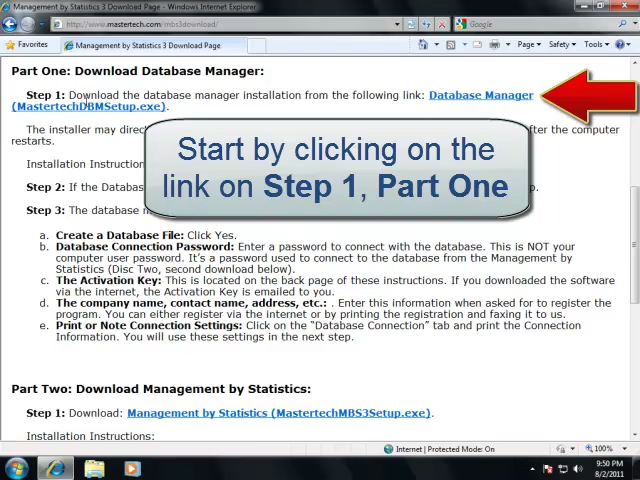 Management by Statistics 3 Download Page - Windows Internet Explorer
http://www.mastertech.com/mbs3download/
Google
Favorites
Management by Statistics 3 Download Page
Page
Safety
Tools
Part One: Download Database Manager:
Step 1: Download the database manager installation from the following link: Database Manager
(MastertechDBMSetup.exe).
The installer may direc
fter the computer
restarts.
Start by clicking on the
link on Step 1, Part One
Installation Instruction
Step 2: If the Databas
p.
Step 3: The database m
a. Create a Database File: Click Yes.
b. Database Connection Password: Enter a password to connect with the database. This is NOT your
computer user password. It's a password used to connect to the database from the Management by
Statistics (Disc Two, second download below).
c. The Activation Key: This is located on the back page of these instructions. If you downloaded the software
via the internet, the Activation Key is emailed to you.
d. The company name, contact name, address, etc.: . Enter this information when asked for to register the
program. You can either register via the internet or by printing the registration and faxing it to us.
e. Print or Note Connection Settings: Click on the "Database Connection" tab and print the Connection
Information. You will use these settings in the next step.
Part Two: Download Management by Statistics:
Step 1: Download: Management by Statistics (MastertechMBS3Setup.exe).
Installation Instructions:
Internet | Protected Mode: On
100%
9:50 PM
8/2/2011